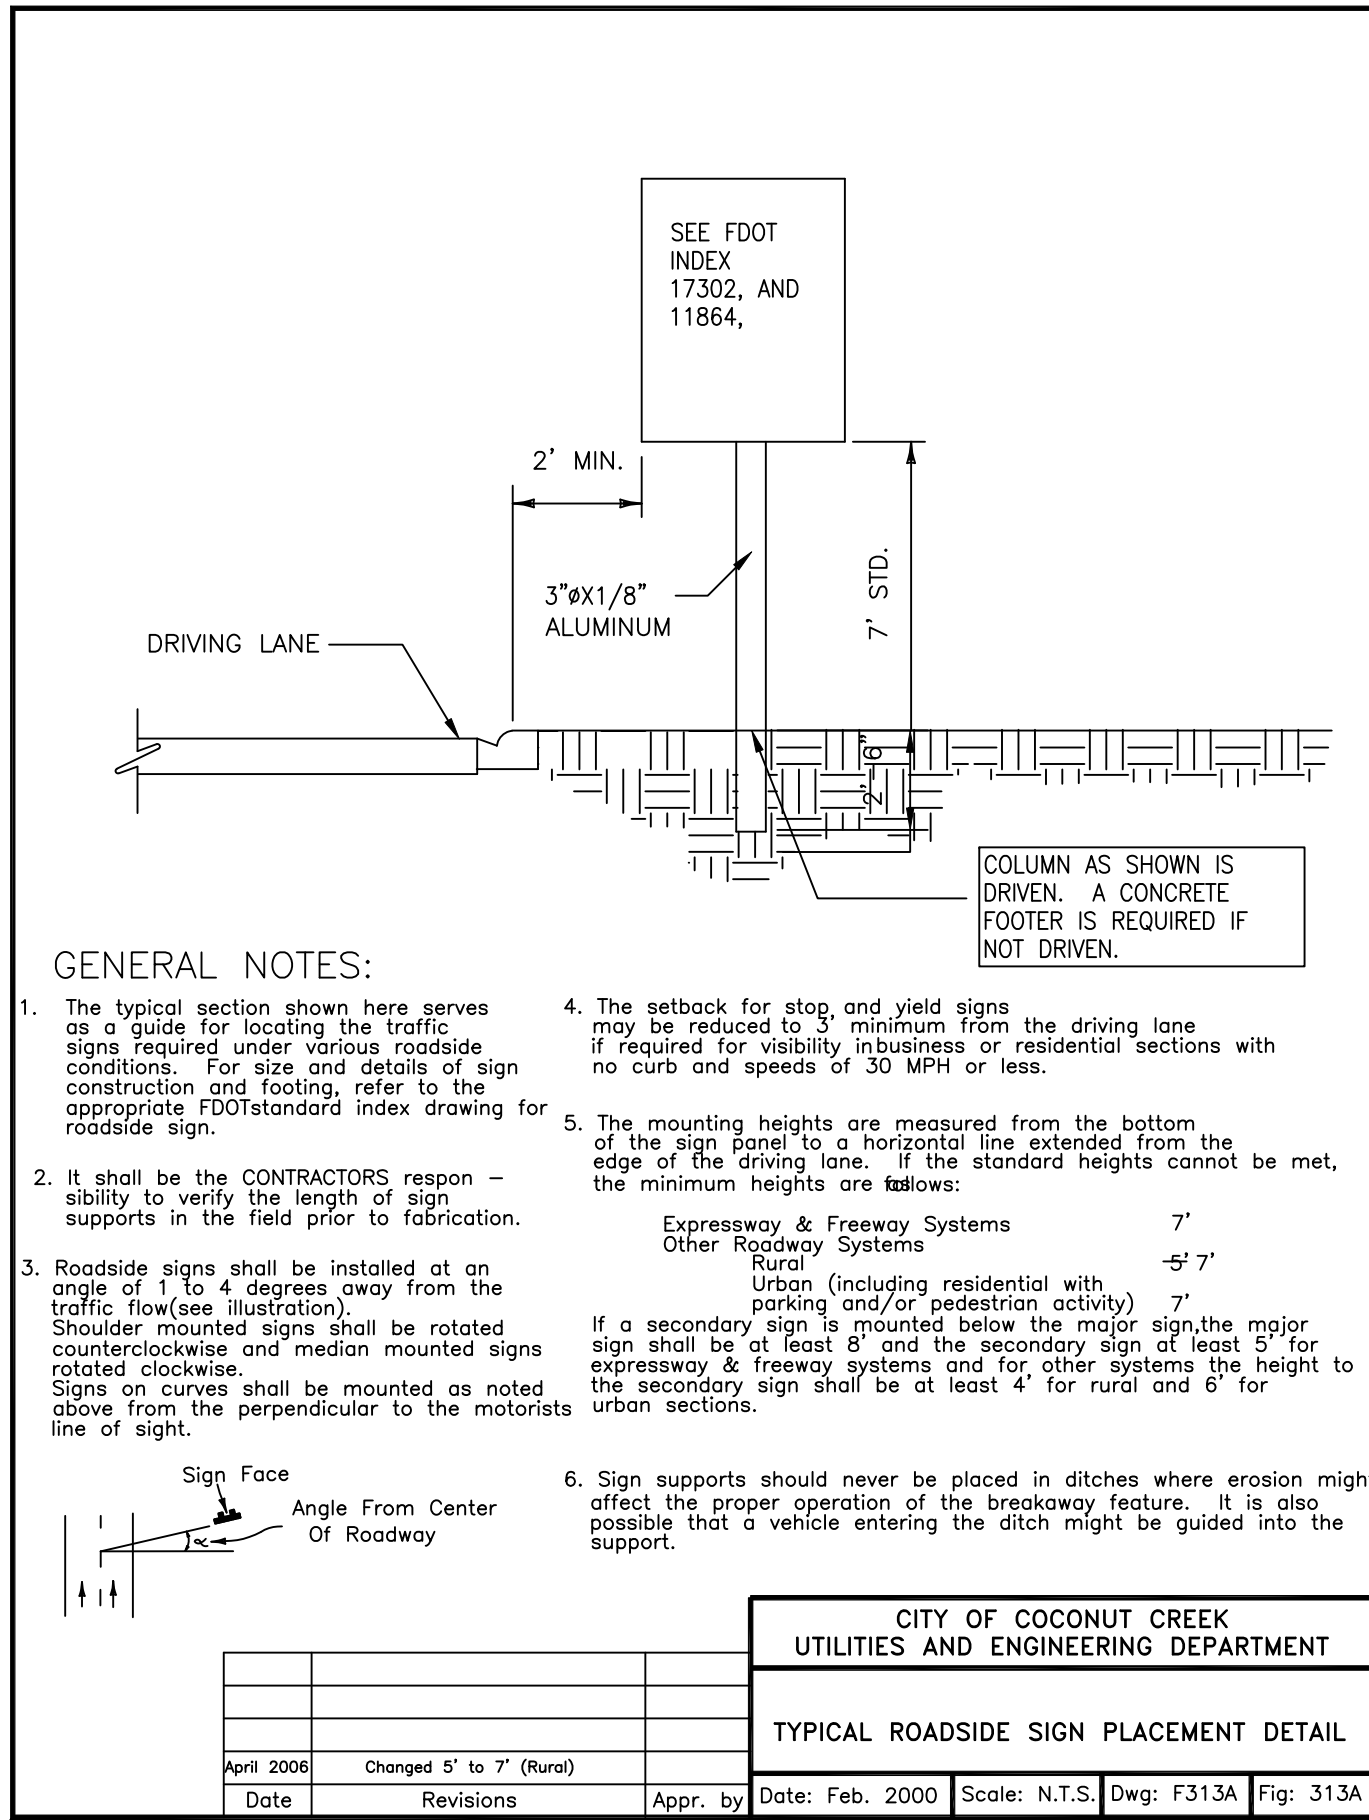 SEE FDOT
INDEX
17302, AND
11864,
2' MIN.
3"øX1/8"
ALUMINUM
7' STD.
DRIVING LANE
2'-6"
COLUMN AS SHOWN IS
DRIVEN. A CONCRETE
FOOTER IS REQUIRED IF
NOT DRIVEN.
GENERAL NOTES:
1. The typical section shown here serves
as a guide for locating the traffic
signs required under various roadside
conditions. For size and details of sign
construction and footing, refer to the
appropriate FDOTstandard index drawing for
roadside sign.
2. It shall be the CONTRACTORS respon –
sibility to verify the length of sign
supports in the field prior to fabrication.
3. Roadside signs shall be installed at an
angle of 1 to 4 degrees away from the
traffic flow(see illustration).
Shoulder mounted signs shall be rotated
counterclockwise and median mounted signs
rotated clockwise.
Signs on curves shall be mounted as noted
above from the perpendicular to the motorists
line of sight.
Sign Face
Angle From Center
Of Roadway
α
4. The setback for stop and yield signs
may be reduced to 3' minimum from the driving lane
if required for visibility in business or residential sections with
no curb and speeds of 30 MPH or less.
5. The mounting heights are measured from the bottom
of the sign panel to a horizontal line extended from the
edge of the driving lane. If the standard heights cannot be met,
the minimum heights are as follows:
Expressway & Freeway Systems 7'
Other Roadway Systems
Rural 5' 7'
Urban (including residential with
parking and/or pedestrian activity) 7'
If a secondary sign is mounted below the major sign,the major
sign shall be at least 8' and the secondary sign at least 5' for
expressway & freeway systems and for other systems the height to
the secondary sign shall be at least 4' for rural and 6' for
urban sections.
6. Sign supports should never be placed in ditches where erosion migh
affect the proper operation of the breakaway feature. It is also
possible that a vehicle entering the ditch might be guided into the
support.
CITY OF COCONUT CREEK
UTILITIES AND ENGINEERING DEPARTMENT
TYPICAL ROADSIDE SIGN PLACEMENT DETAIL
Date: Feb. 2000 Scale: N.T.S. Dwg: F313A Fig: 313A
April 2006 Changed 5' to 7' (Rural)
Date Revisions Appr. by